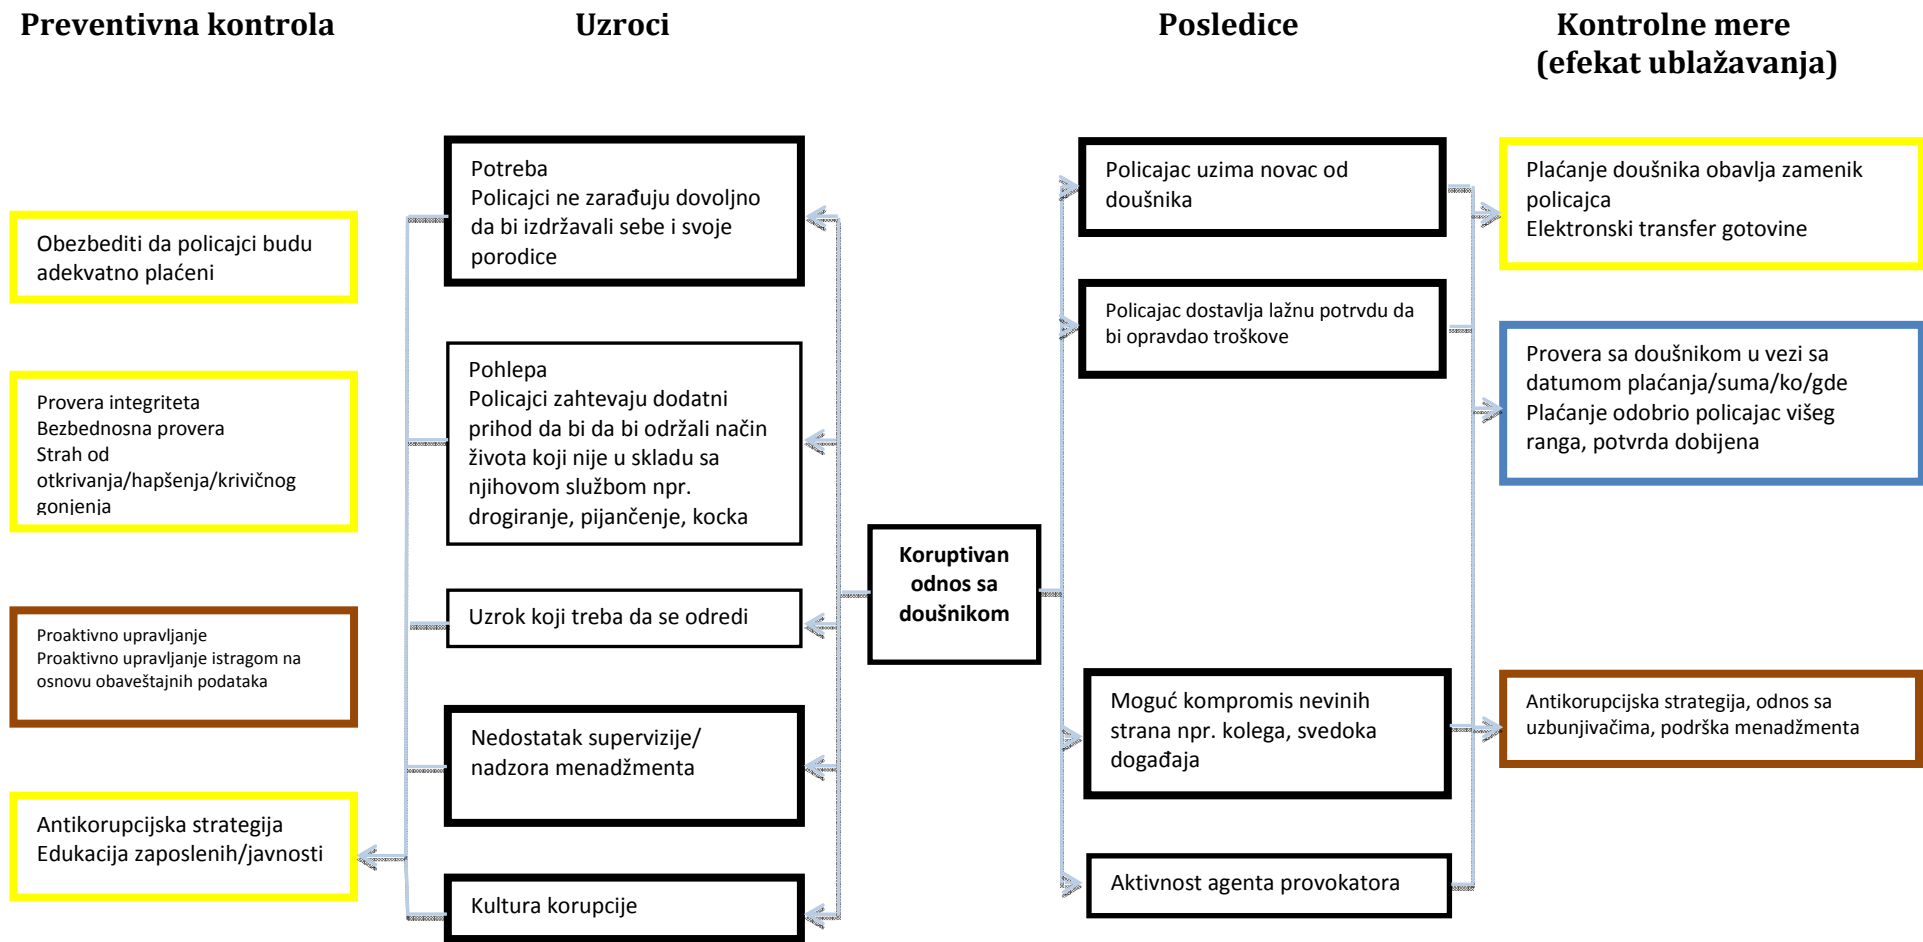 Preventivna kontrola
Uzroci
Posledice
Kontrolne mere
(efekat ublažavanja)
Obezbediti da policajci budu
adekvatno plaćeni
Provera integriteta
Bezbednosna provera
Strah od
otkrivanja/hapšenja/krivičnog
gonjenja
Proaktivno upravljanje
Proaktivno upravljanje istragom na
osnovu obaveštajnih podataka
Antikorupcijska strategija
Edukacija zaposlenih/javnosti
Potreba
Policajci ne zarađuju dovoljno
da bi izdržavali sebe i svoje
porodice
Pohlepa
Policajci zahtevaju dodatni
prihod da bi da bi održali način
života koji nije u skladu sa
njihovom službom npr.
drogiranje, pijančenje, kocka
Uzrok koji treba da se odredi
Nedostatak supervizije/
nadzora menadžmenta
Kultura korupcije
Koruptivan
odnos sa
doušnikom
Policajac uzima novac od
doušnika
Policajac dostavlja lažnu potrvdu da
bi opravdao troškove
Moguć kompromis nevinih
strana npr. kolega, svedoka
događaja
Aktivnost agenta provokatora
Plaćanje doušnika obavlja zamenik
policajca
Elektronski transfer gotovine
Provera sa doušnikom u vezi sa
datumom plaćanja/suma/ko/gde
Plaćanje odobrio policajac višeg
ranga, potvrda dobijena
Antikorupcijska strategija, odnos sa
uzbunjivačima, podrška menadžmenta